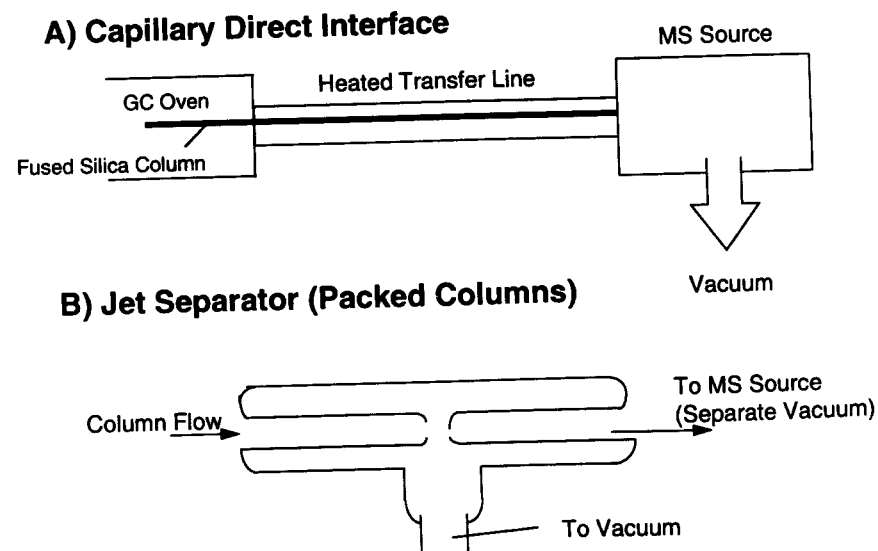 A) Capillary Direct Interface
MS Source
Heated Transfer Line
GC Oven
Fused Silica Column
Vacuum
B) Jet Separator (Packed Columns)
To MS Source
(Separate Vacuum)
Column Flow
To Vacuum